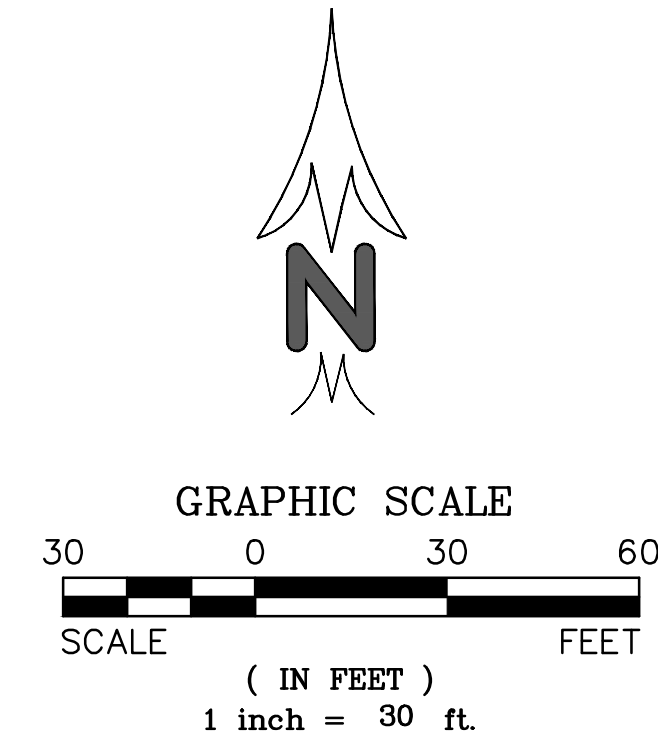 N
GRAPHIC SCALE
30 0 30 60
SCALE FEET
( IN FEET )
1 inch = 30 ft.